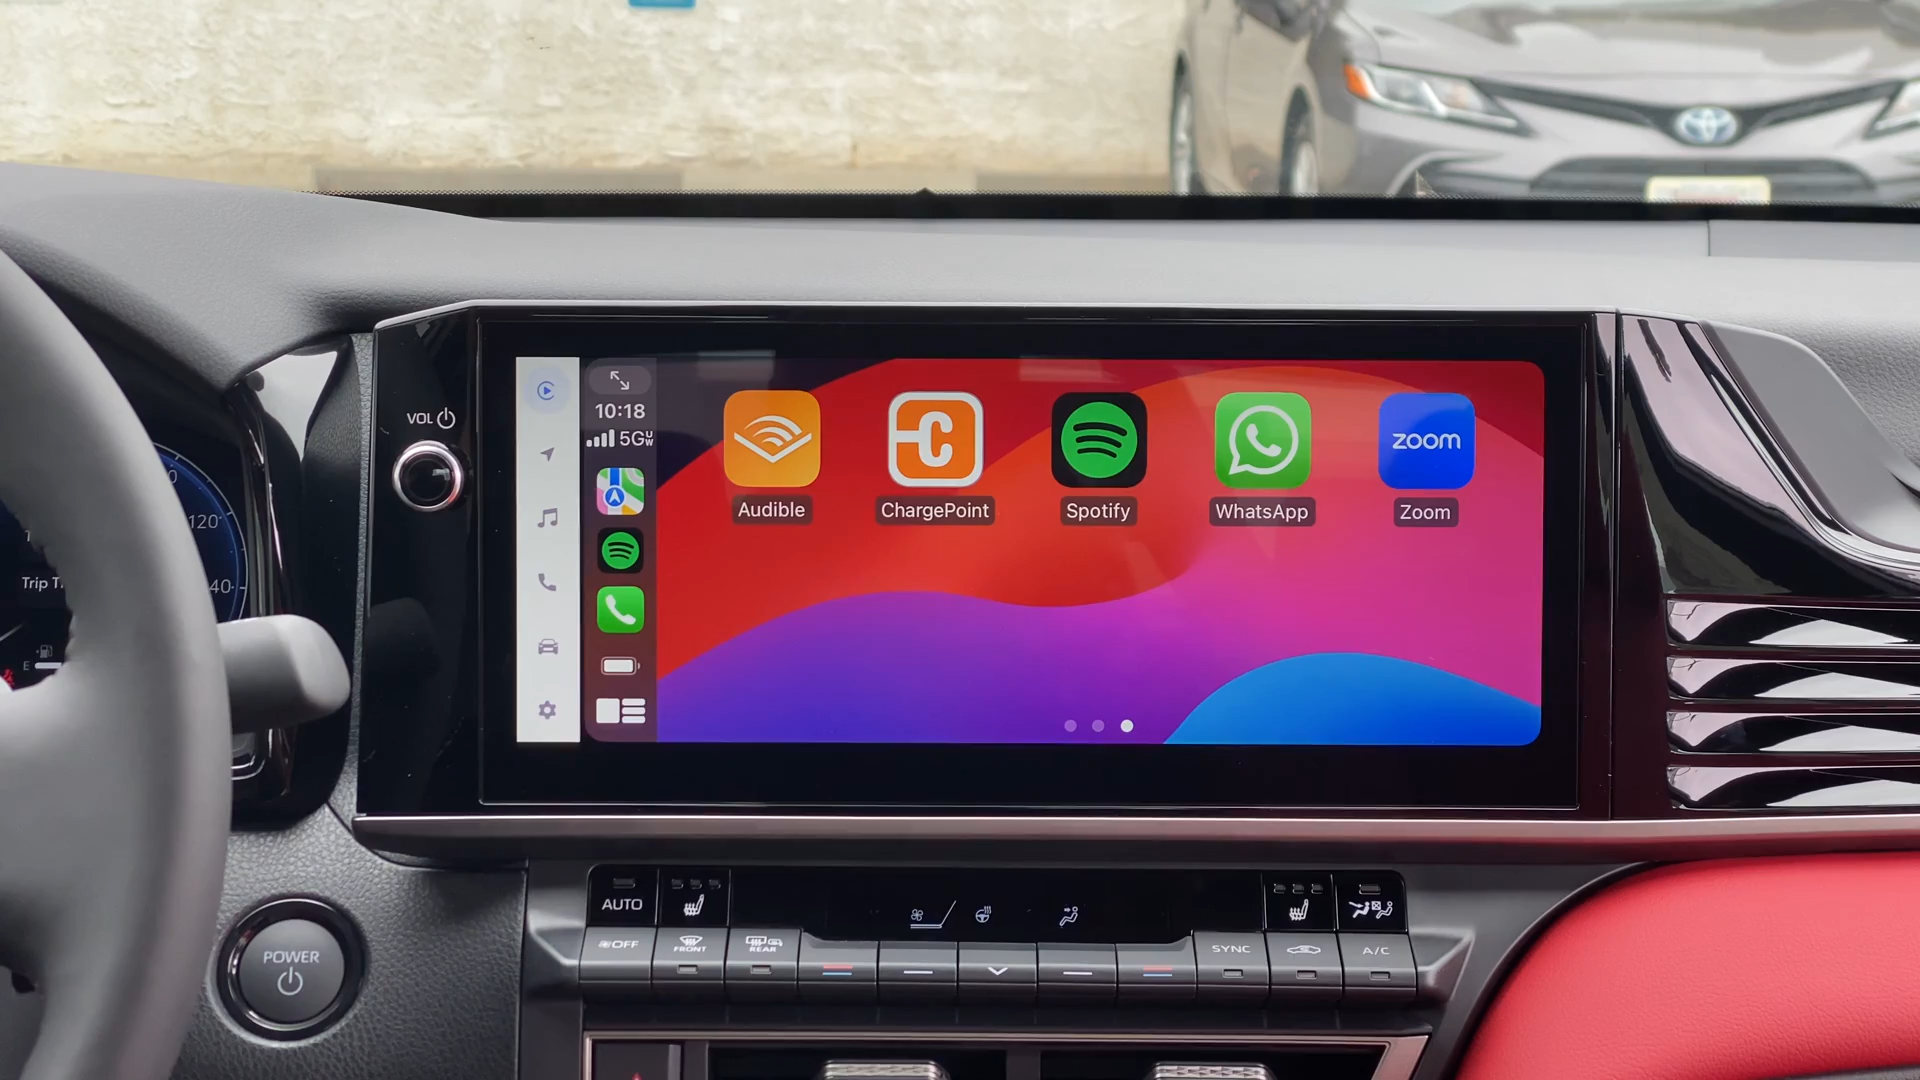 VOL
10:18
5G UW
zoom
Audible
ChargePoint
Spotify
WhatsApp
Zoom
120
40
Trip T
E
POWER
AUTO
OFF
FRONT
REAR
SYNC
A/C